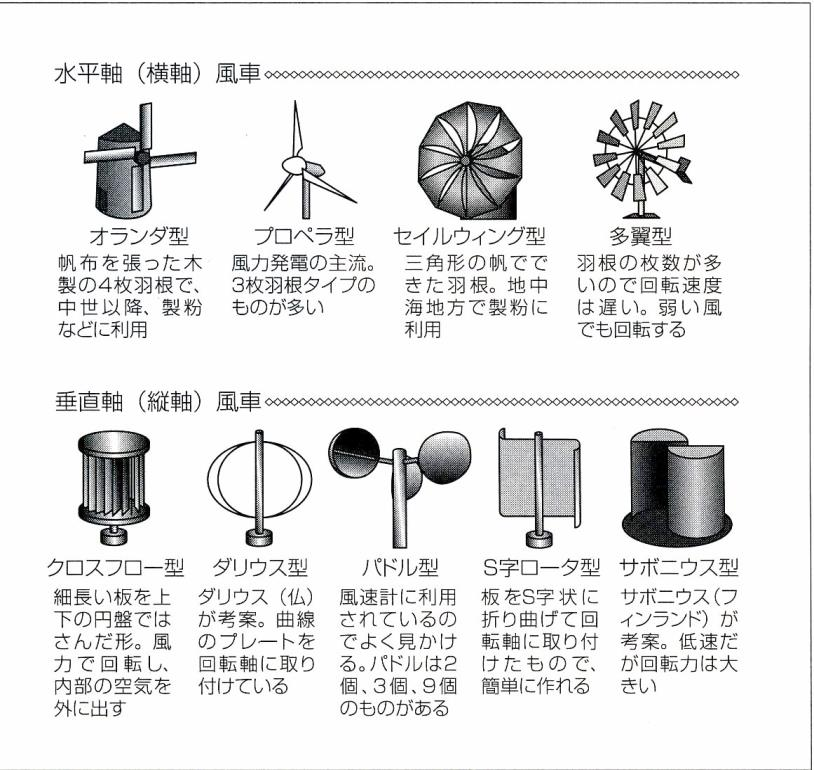 水平軸（横軸）風車
オランダ型
帆布を張った木
製の4枚羽根で、
中世以降、製粉
などに利用
プロペラ型
風力発電の主流。
3枚羽根タイプの
ものが多い
セイルウィング型
三角形の帆でで
きた羽根。地中
海地方で製粉に
利用
多翼型
羽根の枚数が多
いので回転速度
は遅い。弱い風
でも回転する
垂直軸（縦軸）風車
クロスフロー型
細長い板を上
下の円盤では
さんだ形。風
力で回転し、
内部の空気を
外に出す
ダリウス型
ダリウス（仏）
が考案。曲線
のプレートを
回転軸に取り
付けている
パドル型
風速計に利用
されているの
でよく見かけ
る。パドルは2
個、3個、9個
のものがある
S字ロータ型
板をS字状に
折り曲げて回
転軸に取り付
けたもので、
簡単に作れる
サボニウス型
サボニウス（フ
ィンランド）が
考案。低速だ
が回転力は大
きい